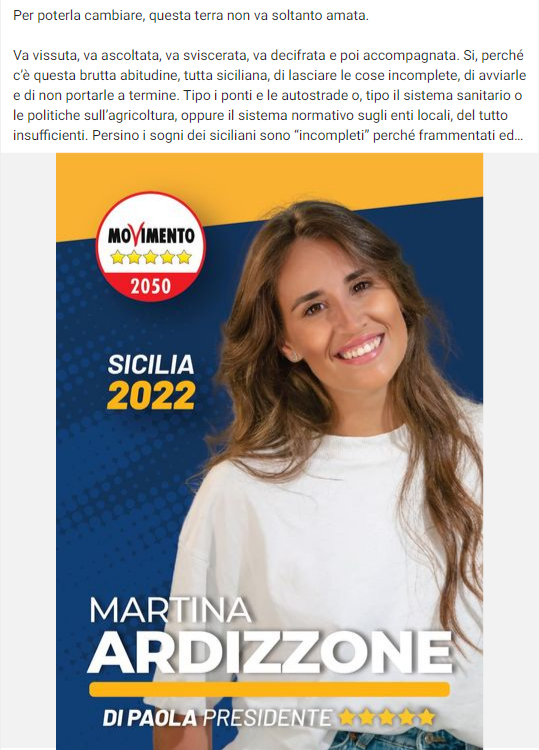 Per poterla cambiare, questa terra non va soltanto amata.
Va vissuta, va ascoltata, va sviscerata, va decifrata e poi accompagnata. Si, perché
c’è questa brutta abitudine, tutta siciliana, di lasciare le cose incomplete, di avviarle
e di non portarle a termine. Tipo i ponti e le autostrade o, tipo il sistema sanitario o
le politiche sull’agricoltura, oppure il sistema normativo sugli enti locali, del tutto
insufficienti. Persino i sogni dei siciliani sono “incompleti” perché frammentati ed...
MOVIMENTO
2050
SICILIA
2022
MARTINA
ARDIZZONE
DI PAOLA PRESIDENTE